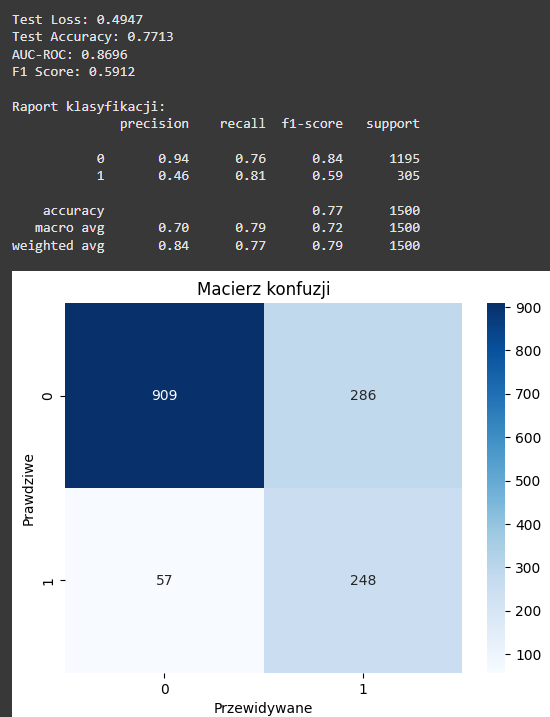 Test Loss: 0.4947
Test Accuracy: 0.7713
AUC-ROC: 0.8696
F1 Score: 0.5912
Raport klasyfikacji:
precision recall f1-score support
0 0.94 0.76 0.84 1195
1 0.46 0.81 0.59 305
accuracy 0.77 1500
macro avg 0.70 0.79 0.72 1500
weighted avg 0.84 0.77 0.79 1500
Macierz konfuzji
900
800
700
600
500
400
300
200
100
0
909 286
Prawdziwe
1
57 248
0 1
Przewidywane